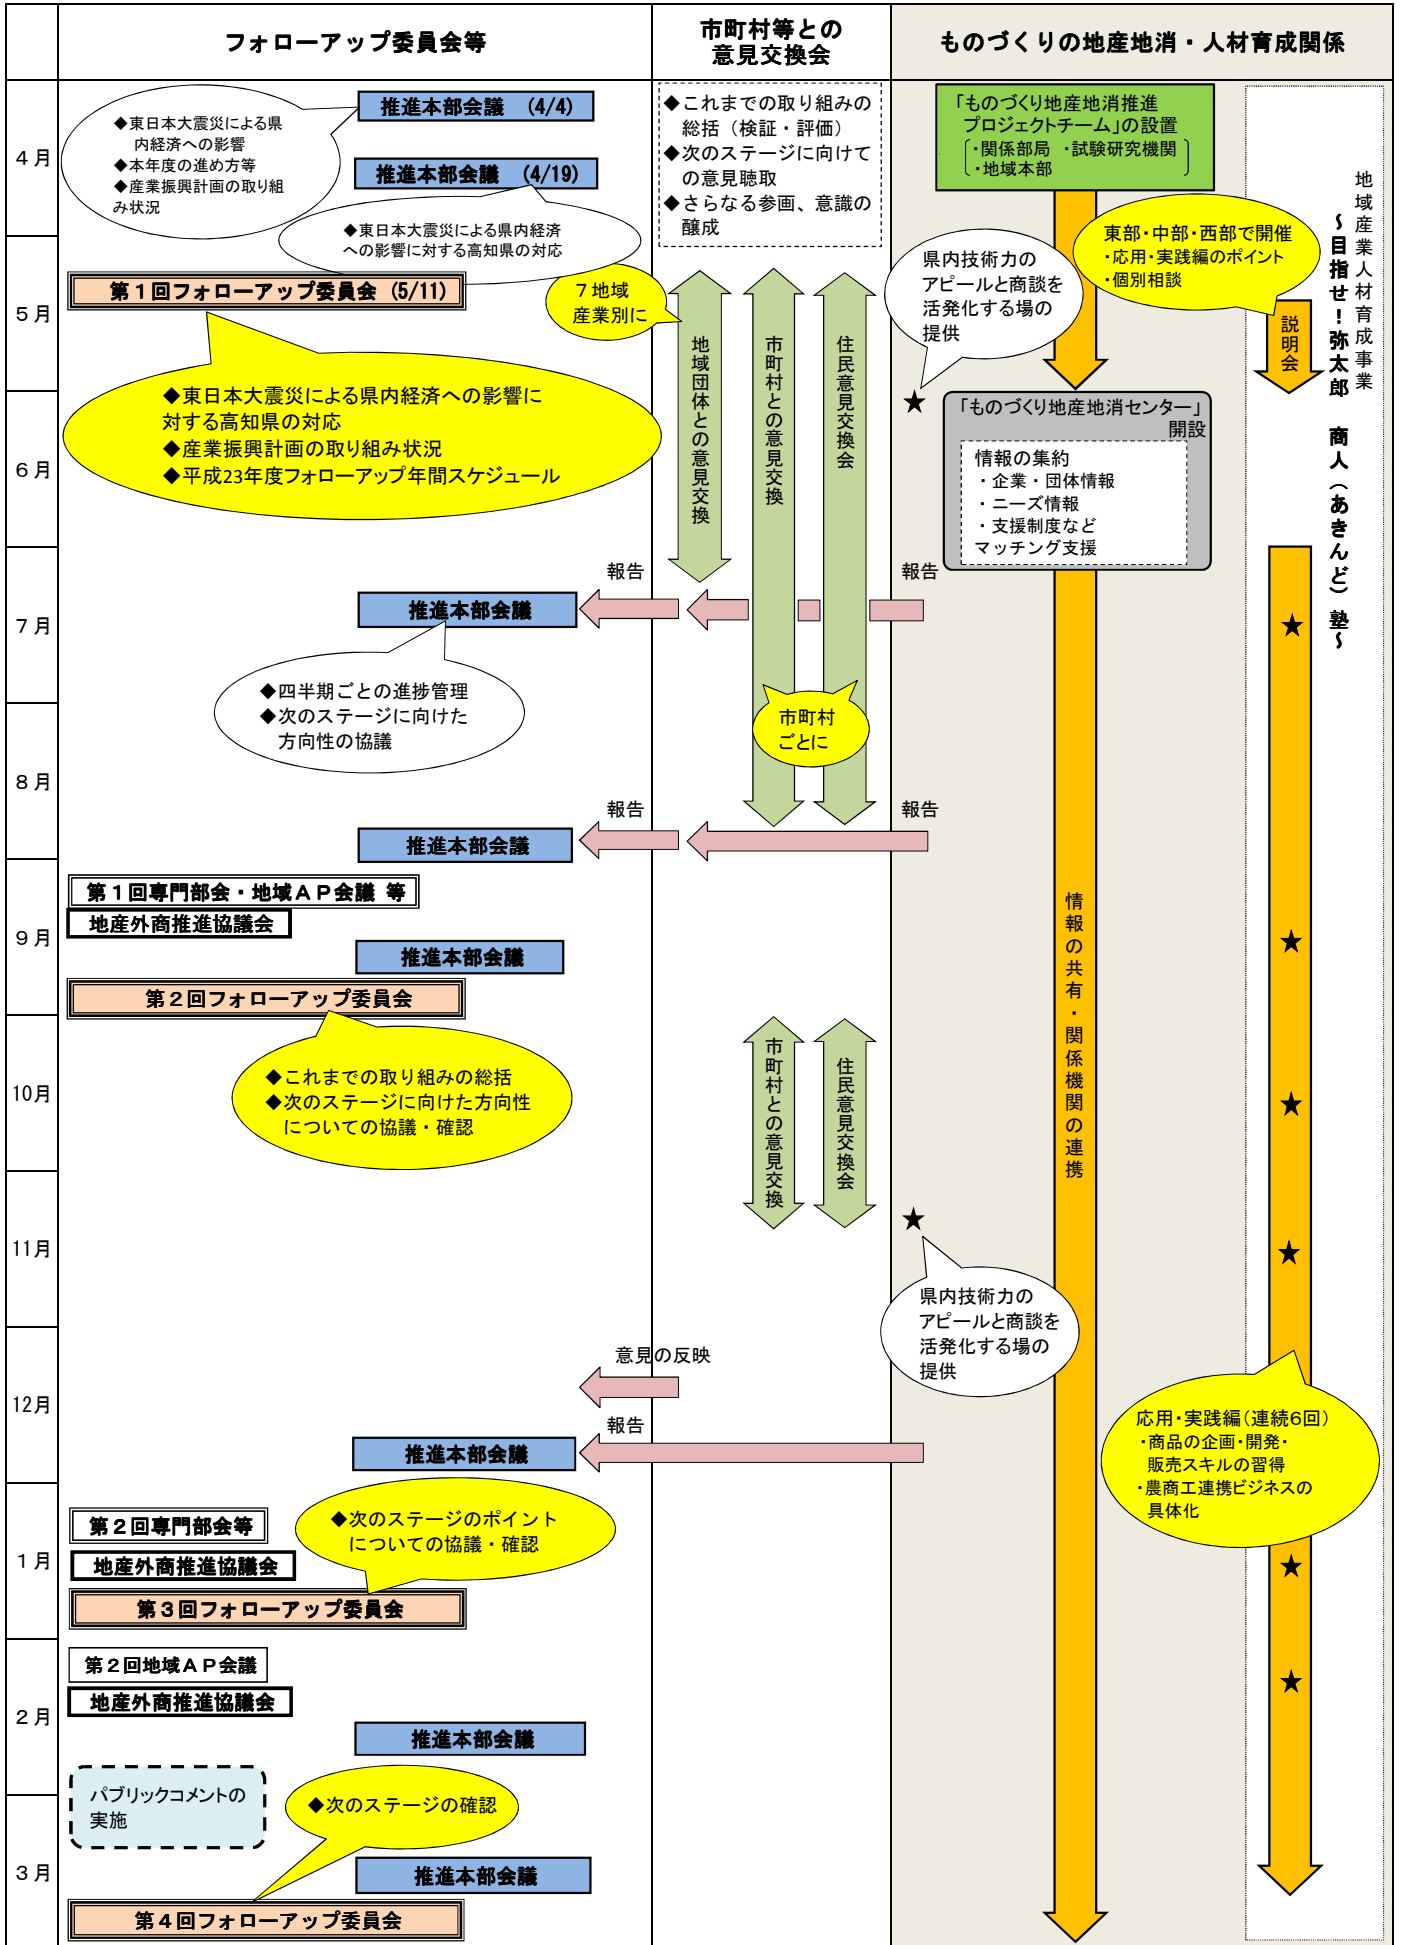 フォローアップ委員会等
市町村等との
意見交換会
ものづくりの地産地消・人材育成関係
４月
５月
６月
７月
８月
９月
10月
11月
12月
１月
２月
３月
推進本部会議 (4/4)
◆東日本大震災による県
内経済への影響
◆本年度の進め方等
◆産業振興計画の取り組
み状況
推進本部会議 (4/19)
◆東日本大震災による県内経済
への影響に対する高知県の対応
第１回フォローアップ委員会 (5/11)
◆東日本大震災による県内経済への影響に
対する高知県の対応
◆産業振興計画の取り組み状況
◆平成23年度フォローアップ年間スケジュール
推進本部会議
◆四半期ごとの進捗管理
◆次のステージに向けた
方向性の協議
推進本部会議
第１回専門部会・地域ＡＰ会議 等
地産外商推進協議会
推進本部会議
第２回フォローアップ委員会
◆これまでの取り組みの総括
◆次のステージに向けた方向性
についての協議・確認
推進本部会議
◆次のステージのポイント
についての協議・確認
第２回専門部会等
地産外商推進協議会
第３回フォローアップ委員会
第２回地域ＡＰ会議
地産外商推進協議会
推進本部会議
パブリックコメントの
実施
◆次のステージの確認
推進本部会議
第４回フォローアップ委員会
◆これまでの取り組みの
総括（検証・評価）
◆次のステージに向けて
の意見聴取
◆さらなる参画、意識の
醸成
７地域
産業別に
地域団体との意見交換
市町村との意見交換
住民意見交換会
報告
報告
市町村
ごとに
報告
報告
市町村との意見交換
住民意見交換会
意見の反映
報告
「ものづくり地産地消推進
プロジェクトチーム」の設置
・関係部局 ・試験研究機関
・地域本部
県内技術力の
アピールと商談を
活発化する場の
提供
★
「ものづくり地産地消センター」
開設
情報の集約
・企業・団体情報
・ニーズ情報
・支援制度など
マッチング支援
情報の共有・関係機関の連携
★
県内技術力の
アピールと商談を
活発化する場の
提供
地域産業人材育成事業
～目指せ！弥太郎 商人（あきんど）塾～
東部・中部・西部で開催
・応用・実践編のポイント
・個別相談
説明会
★
★
★
★
応用・実践編（連続6回）
・商品の企画・開発・
販売スキルの習得
・農商工連携ビジネスの
具体化
★
★